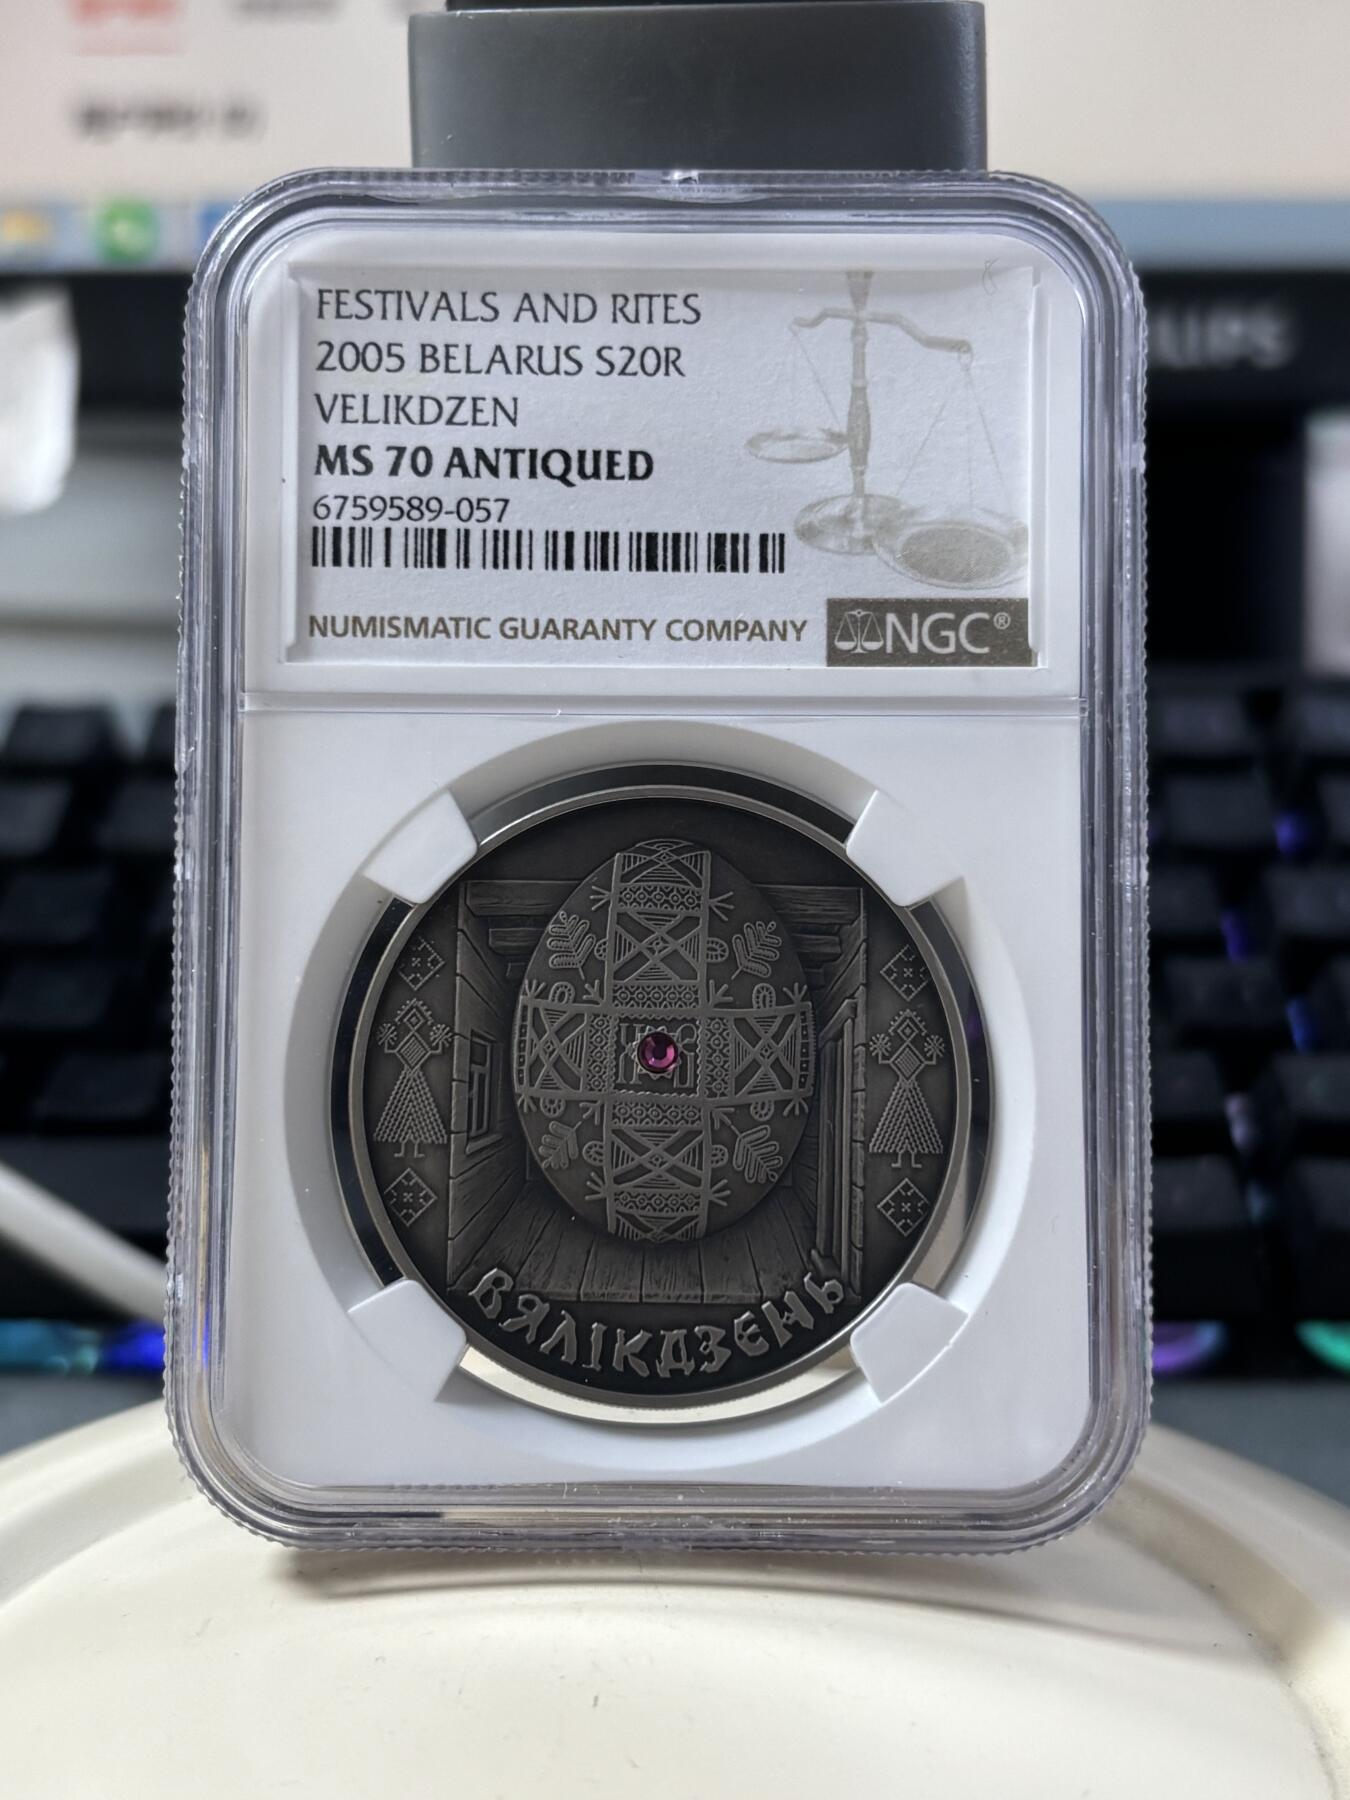 FESTIVALS AND RITES
2005 BELARUS S20R
VELIKDZEN
MS 70 ANTIQUED
6759589-057
NUMISMATIC GUARANTY COMPANY
NGC®
ВЯЛІКДЗЕНЬ